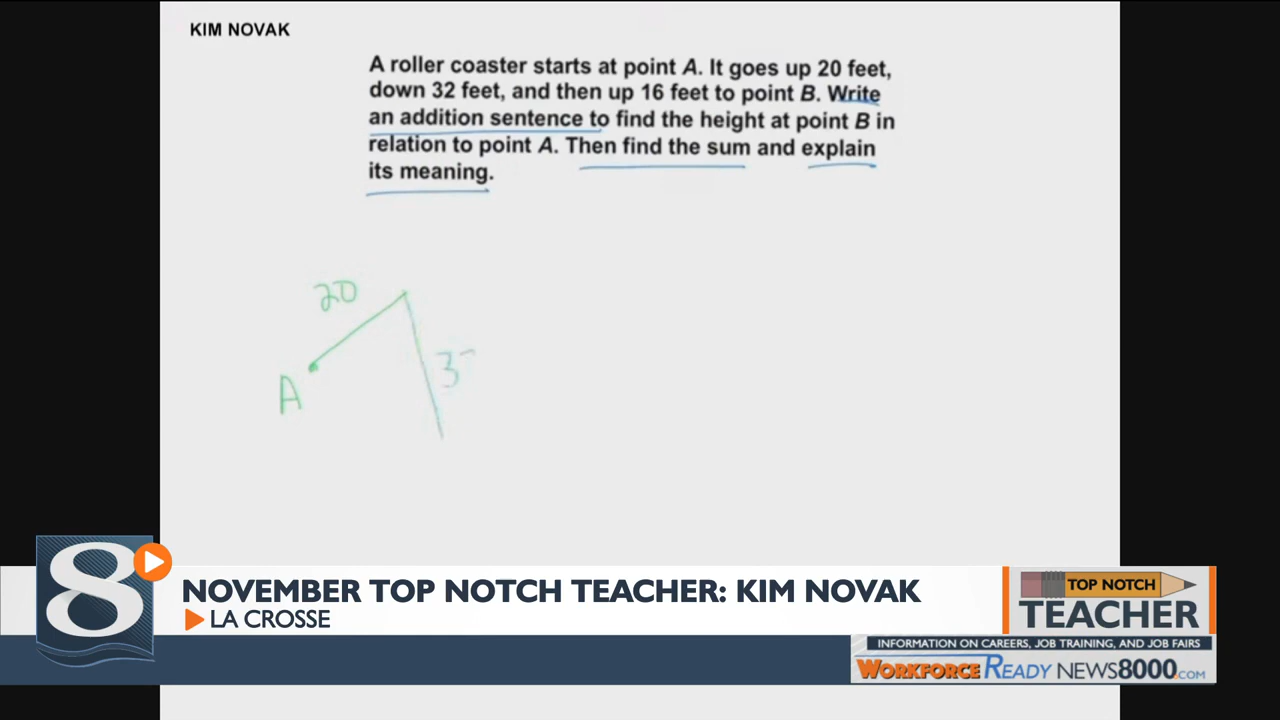 KIM NOVAK
A roller coaster starts at point A. It goes up 20 feet,
down 32 feet, and then up 16 feet to point B. Write
an addition sentence to find the height at point B in
relation to point A. Then find the sum and explain
its meaning.
20
A
8
NOVEMBER TOP NOTCH TEACHER: KIM NOVAK
LA CROSSE
TOP NOTCH
TEACHER
INFORMATION ON CAREERS, JOB TRAINING, AND JOB FAIRS
WORKFORCE READY NEWS8000.COM